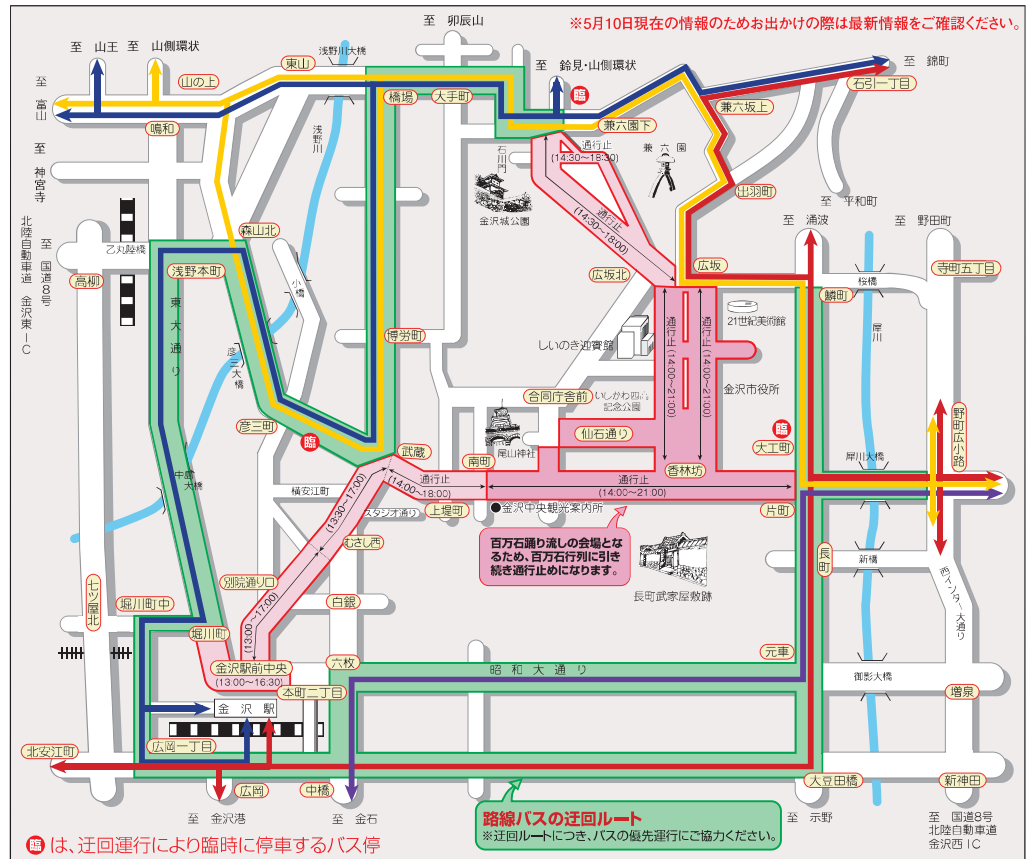 ※5月10日現在の情報のためお出かけの際は最新情報をご確認ください。
至 卯辰山
至 山王
至 山側環状
浅野川大橋
東山
至 鈴見・山側環状
至 錦町
至 富山
山の上
橋場
大手町
臨
石引一丁目
兼六坂上
鳴和
浅野川
兼六園下
通行止
(14:30~18:30)
石川門
兼六園
至 神宮寺
金沢城公園
通行止
(14:30~18:00)
出羽町
至 平和町
至 涌波
至 野田町
北陸自動車道 金沢東IC
至 国道8号
乙丸陸橋
森山北
高柳
浅野本町
小橋
広坂北
広坂
寺町五丁目
桜橋
鱗町
東大通り
21世紀美術館
犀川
博労町
しいのき迎賓館
通行止(14:00~21:00)
通行止(14:00~21:00)
彦三大橋
合同庁舎前
金沢市役所
彦三町
臨
仙石通り
臨
大工町
野町広小路
尾山神社
武蔵
南町
香林坊
犀川大橋
中島大橋
横安江町
(14:00~18:00)
通行止
(14:00~21:00)
(13:30~17:00)
上堤町
●金沢中央観光案内所
片町
スタジオ通り
むさし西
百万石踊り流しの会場とな
るため、百万石行列に引き
続き通行止めになります。
長町
新橋
西インター大通り
別院通り口
長町武家屋敷跡
七ツ屋北
堀川町中
白銀
(13:00~17:00)
堀川町
金沢駅前中央
(13:00~16:30)
六枚
昭和大通り
元車
御影大橋
本町二丁目
増泉
金沢駅
広岡一丁目
北安江町
広岡
中橋
大豆田橋
新神田
至 金沢港
至 金石
路線バスの迂回ルート
※迂回ルートにつき、バスの優先運行にご協力ください。
至 示野
至 国道8号
北陸自動車道
金沢西IC
臨 は、迂回運行により臨時に停車するバス停